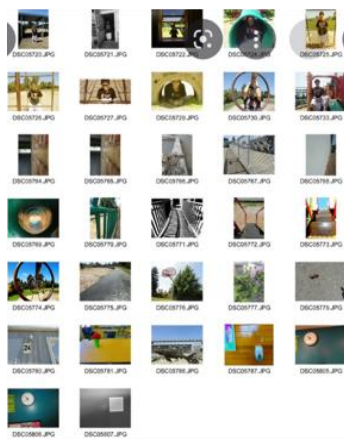 DSC05720.JPG DSC05721.JPG DSC05722.JPG DSC05724.JPG DSC05725.JPG
DSC05726.JPG DSC05727.JPG DSC05729.JPG DSC05730.JPG DSC05733.JPG
DSC05764.JPG DSC05765.JPG DSC05766.JPG DSC05767.JPG DSC05768.JPG
DSC05769.JPG DSC05770.JPG DSC05771.JPG DSC05772.JPG DSC05773.JPG
DSC05774.JPG DSC05775.JPG DSC05776.JPG DSC05777.JPG DSC05778.JPG
DSC05780.JPG DSC05781.JPG DSC05786.JPG DSC05787.JPG DSC05805.JPG
DSC05806.JPG DSC05807.JPG